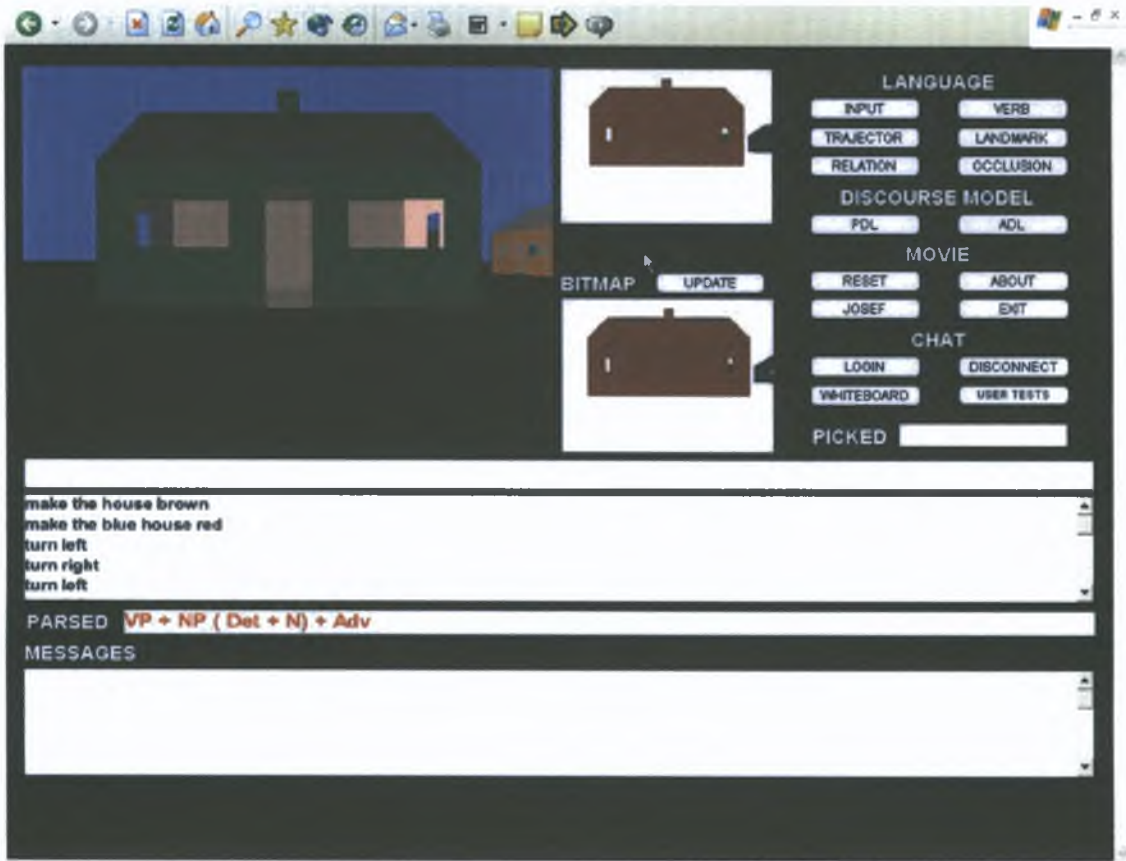 LANGUAGE
INPUT VERB
TRAJECTOR LANDMARK
RELATION OCCLUSION
DISCOURSE MODEL
PDL ADL
MOVIE
BITMAP UPDATE
RESET ABOUT
JOSEF EXIT
CHAT
LOGIN DISCONNECT
WHITEBOARD USER TESTS
PICKED
make the house brown
make the blue house red
turn left
turn right
turn left
PARSED VP + NP ( Det + N) + Adv
MESSAGES